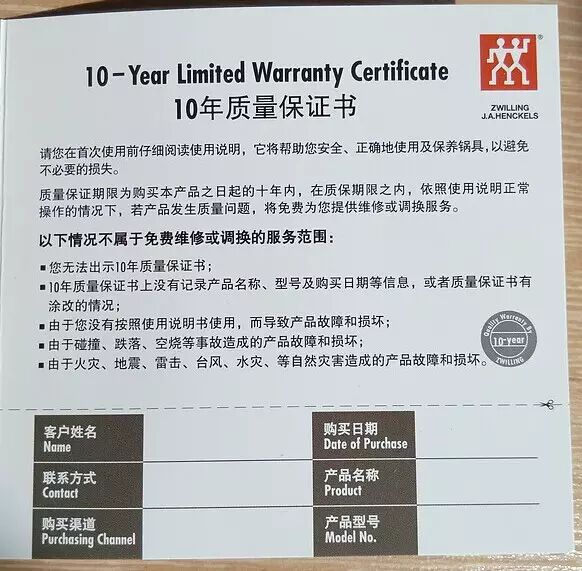 10-Year Limited Warranty Certificate
10年质量保证书
®
ZWILLING
J.A.HENCKELS
请您在首次使用前仔细阅读使用说明，它将帮助您安全、正确地使用及保养锅具,以避免
不必要的损失。
质量保证期限为购买本产品之日起的十年内，在质保期限之内，依照使用说明正常
操作的情况下，若产品发生质量问题，将免费为您提供维修或调换服务。
以下情况不属于免费维修或调换的服务范围：
■您无法出示10年质量保证书；
■10年质量保证书上没有记录产品名称、型号及购买日期等信息，或者质量保证书有
涂改的情况；
■由于您没有按照使用说明书使用，而导致产品故障和损坏；
■由于碰撞、跌落、空烧等事故造成的产品故障和损坏；
■由于火灾、地震、雷击、台风、水灾、等自然灾害造成的产品故障和损坏。
Quality Warranty By
10-year
ZWILLING
客户姓名
Name
购买日期
Date of Purchase
联系方式
Contact
产品名称
Product
购买渠道
Purchasing Channel
产品型号
Model No.